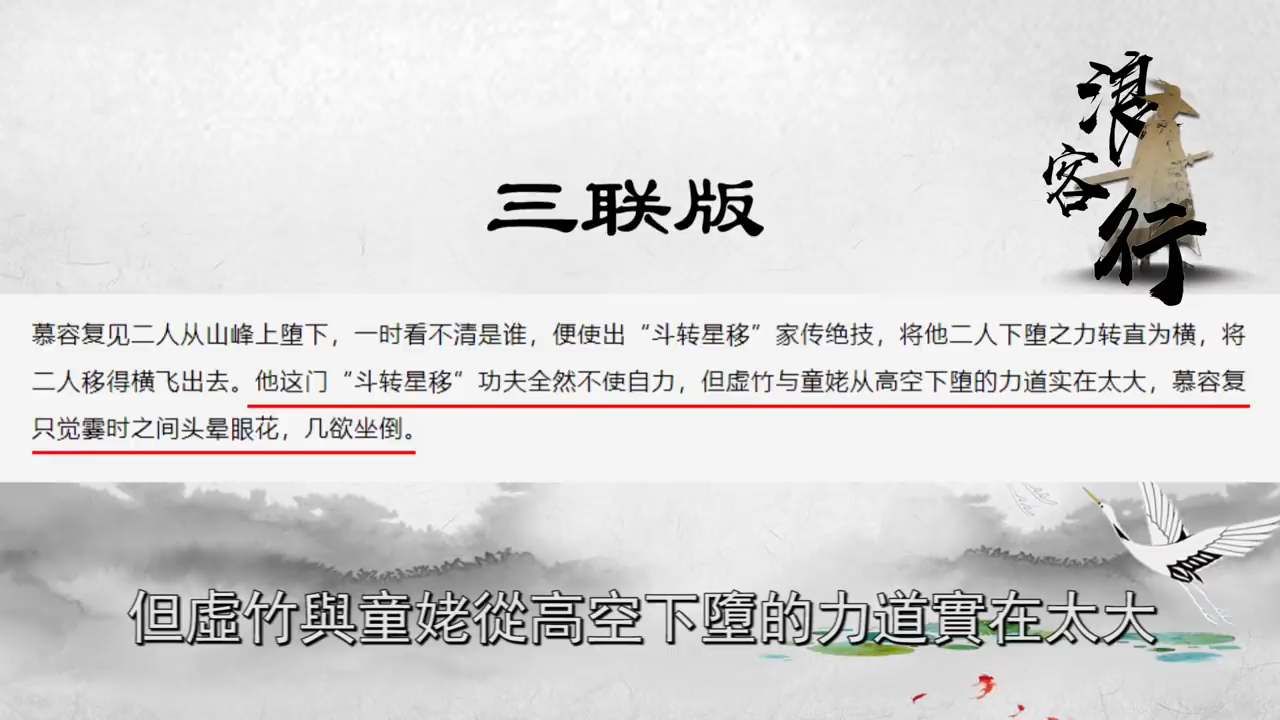 浪客行
三联版
慕容复见二人从山峰上堕下，一时看不清是谁，便使出“斗转星移”家传绝技，将他二人下堕之力转直为横，将
二人移得横飞出去。他这门“斗转星移”功夫全然不使自力，但虚竹与童姥从高空下堕的力道实在太大，慕容复
只觉霎时之间头晕眼花，几欲坐倒。
但虛竹與童姥從高空下墮的力道實在太大